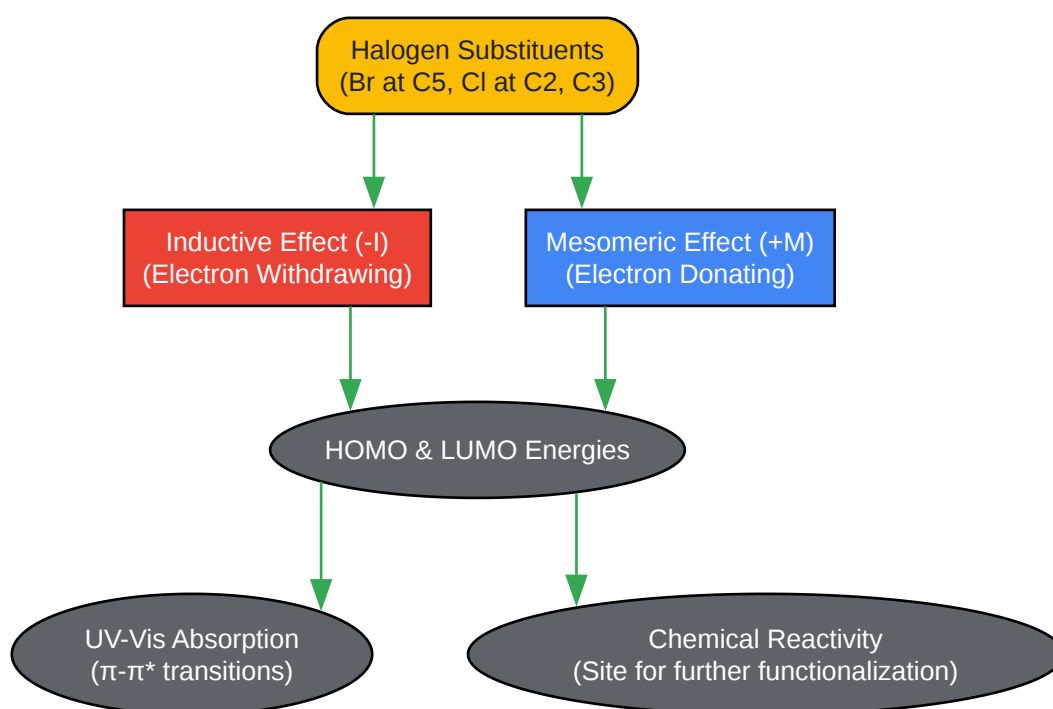 Halogen Substituents
(Br at C5, Cl at C2, C3)
Inductive Effect (-I)
(Electron Withdrawing)
Mesomeric Effect (+M)
(Electron Donating)
HOMO & LUMO Energies
UV-Vis Absorption
(π-π* transitions)
Chemical Reactivity
(Site for further functionalization)